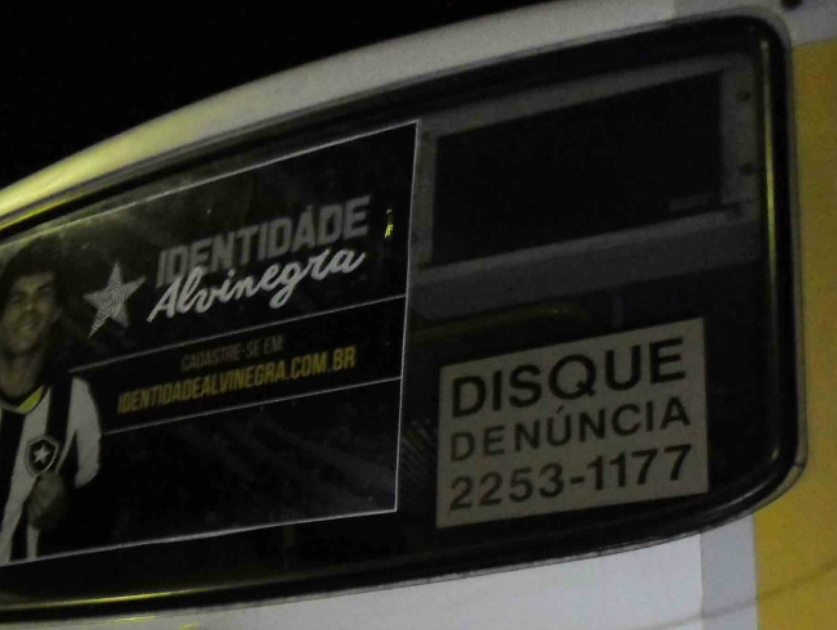 IDENTIDADE
Alvinegra
CADASTRE-SE EM:
IDENTIDADEALVINEGRA.COM.BR
DISQUE
DENÚNCIA
2253-1177